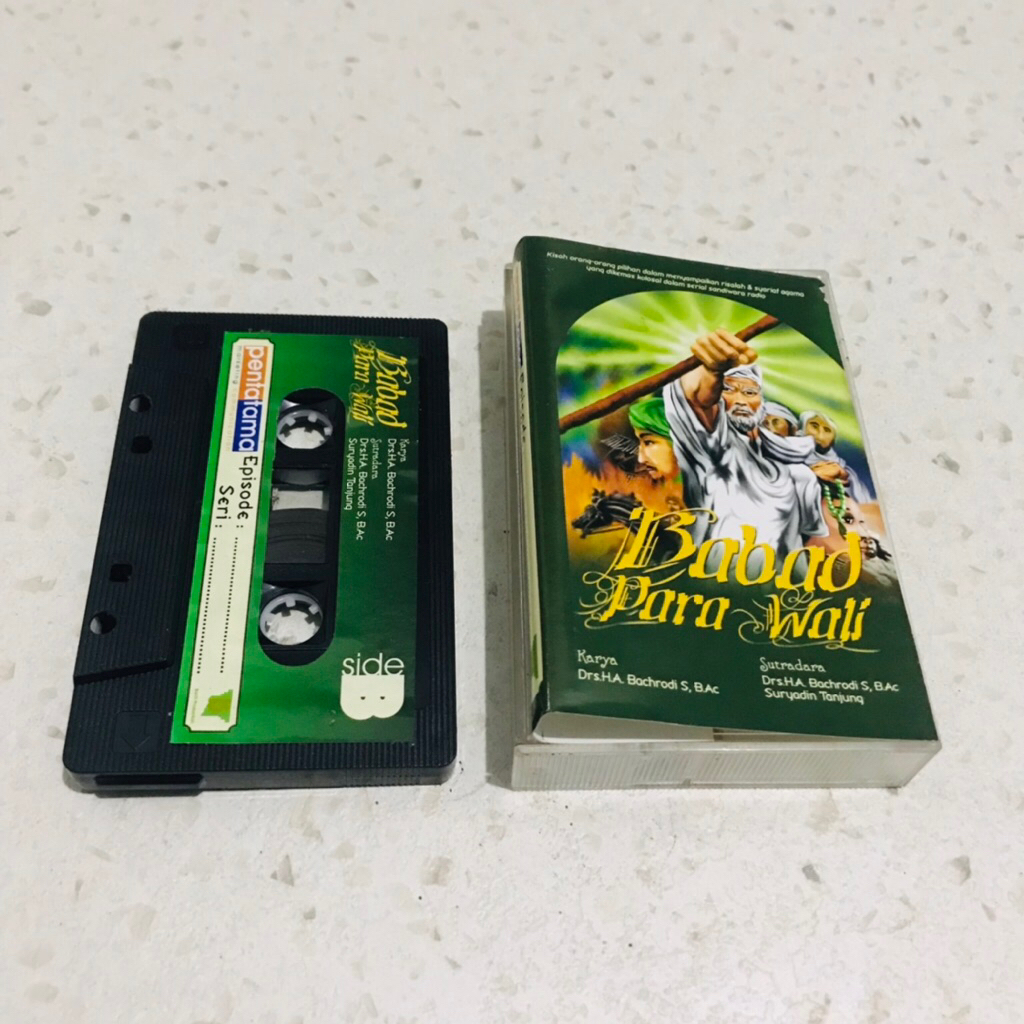 Babad
Para Wali
Karya
Drs.H.A. Bachrodi S, B.Ac
Sutradara
Drs.H.A. Bachrodi S, B.Ac
Suryadin Tanjung
pentatama
Episode : ....................
Seri : ....................
side
B
Kisah orang-orang pilihan dalam menyampaikan risalah & syariat agama
yang dikemas kolosal dalam serial sandiwara radio
Babad
Para Wali
Karya
Drs.H.A. Bachrodi S, B.Ac
Sutradara
Drs.H.A. Bachrodi S, B.Ac
Suryadin Tanjung